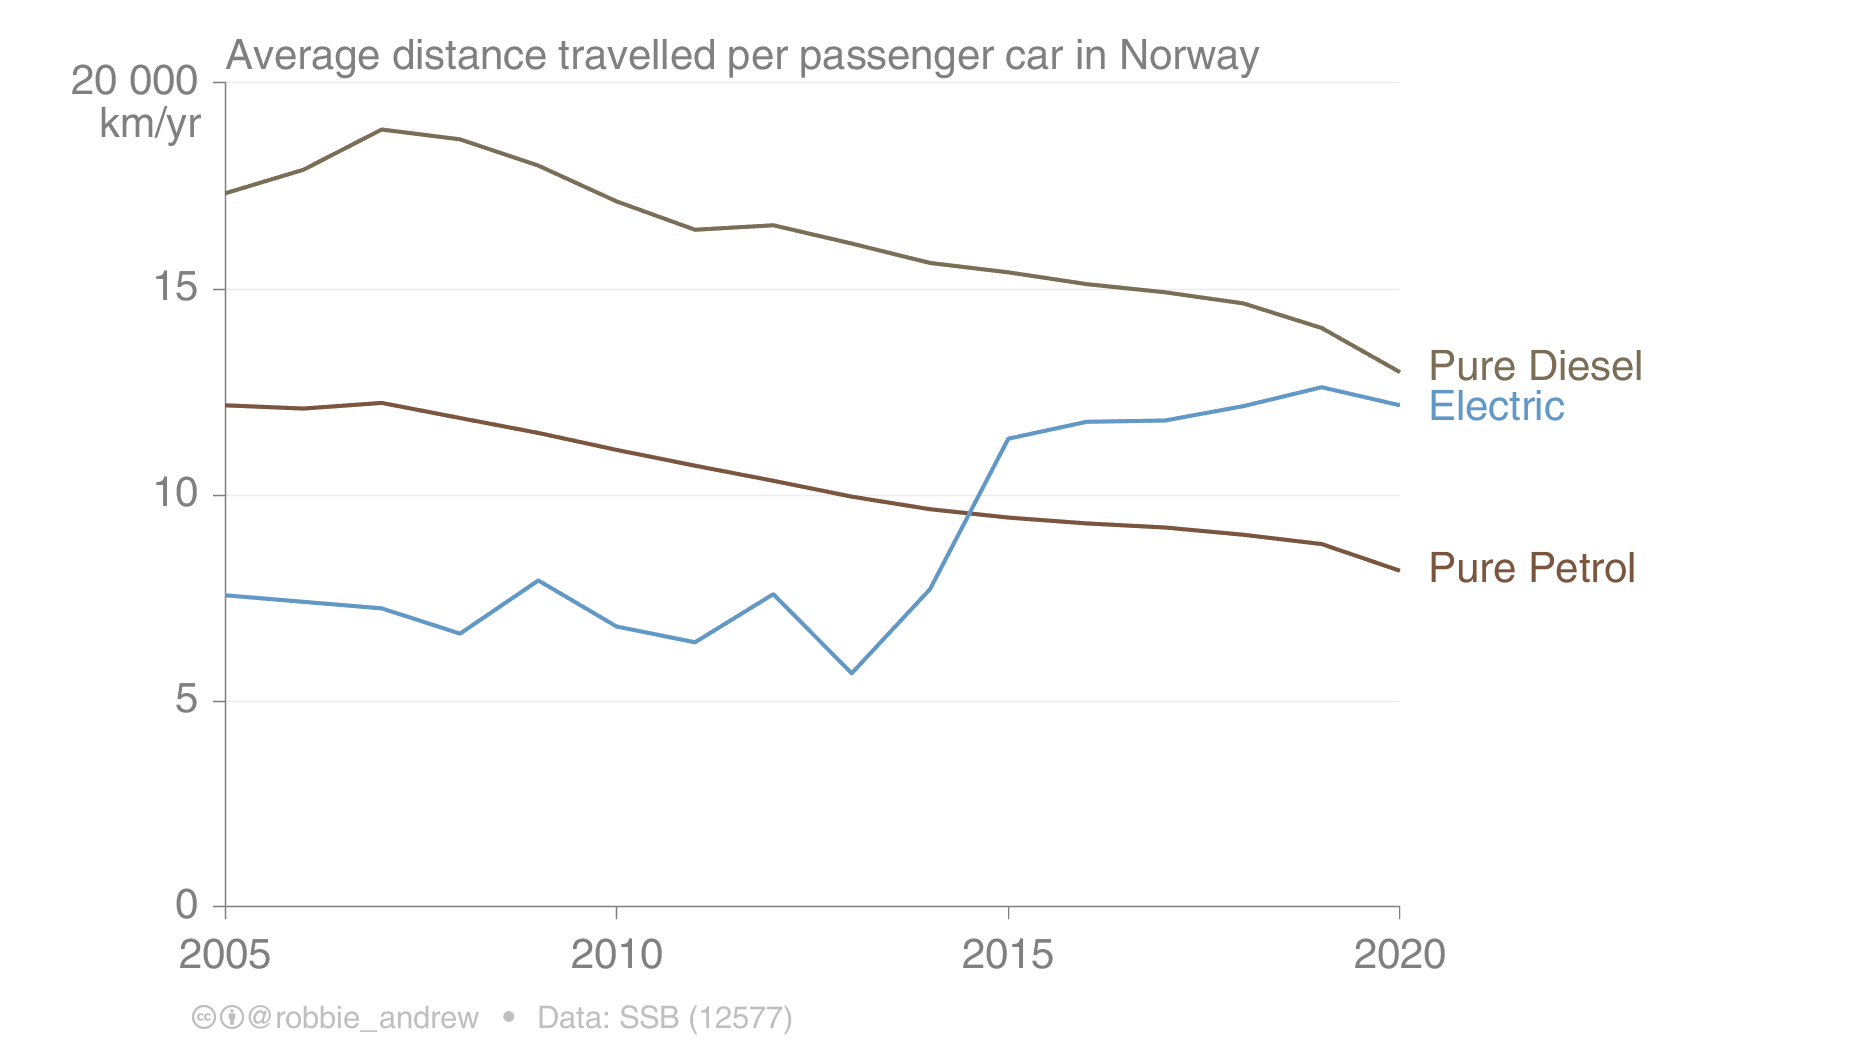 Average distance travelled per passenger car in Norway
20 000
km/yr
15
10
5
0
2005 2010 2015 2020
Pure Diesel
Electric
Pure Petrol
cc @robbie_andrew • Data: SSB (12577)